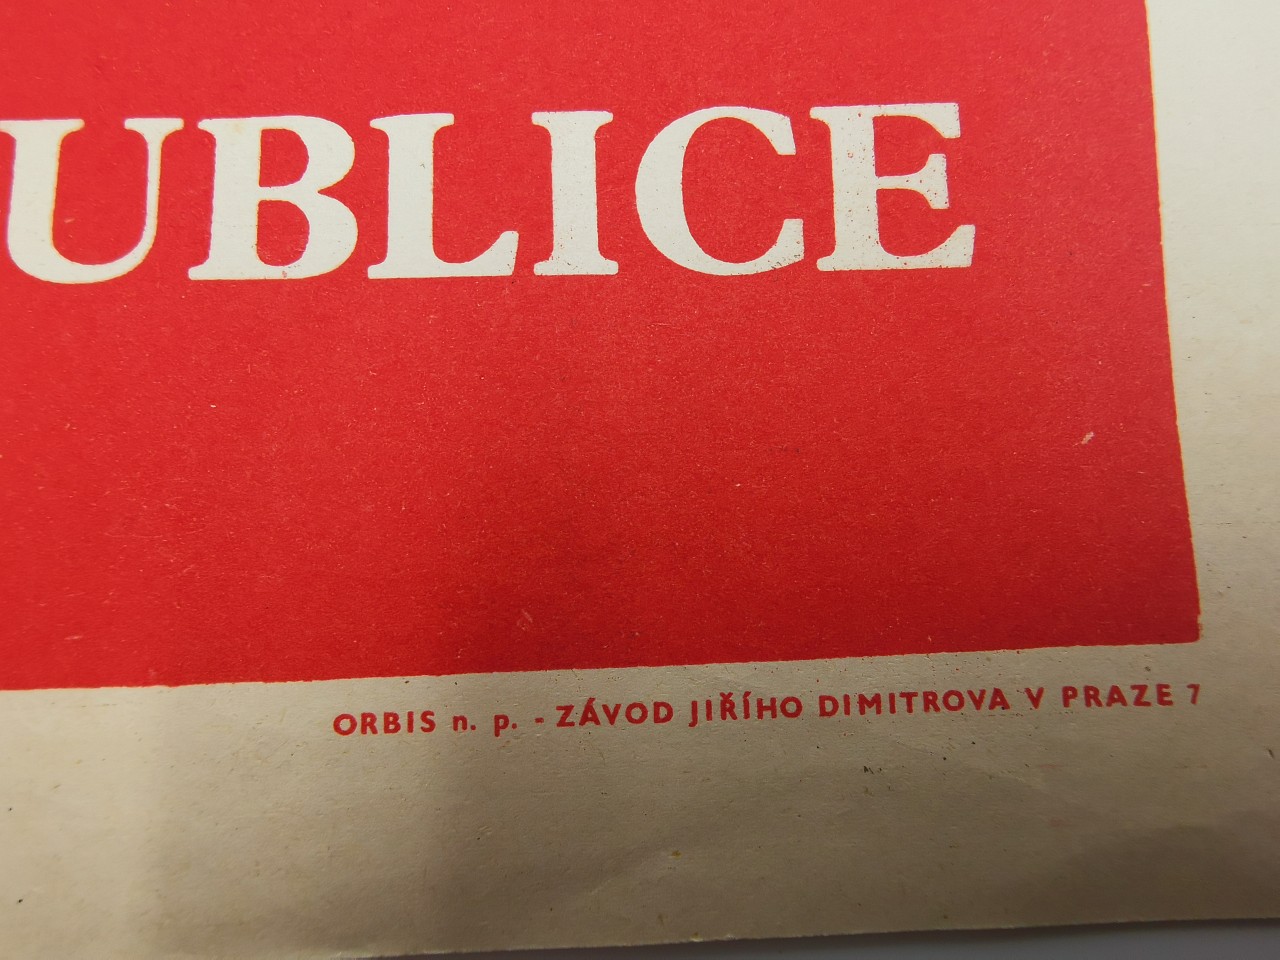 UBLICE
ORBIS n. p. - ZÁVOD JIŘÍHO DIMITROVA V PRAZE 7